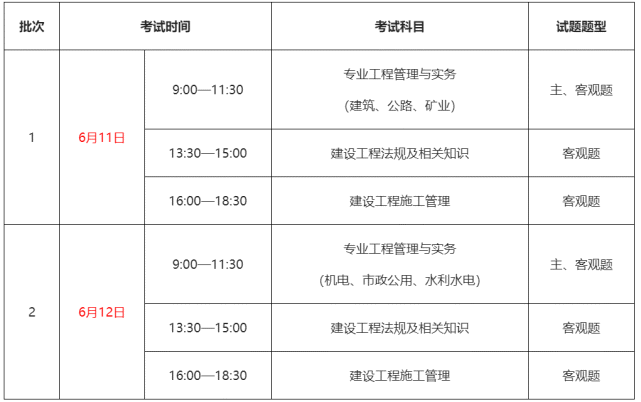 批次 考试时间 考试科目 试题题型
1 6月11日 9:00—11:30 专业工程管理与实务 主、客观题
(建筑、公路、矿业)
13:30—15:00 建设工程法规及相关知识 客观题
16:00—18:30 建设工程施工管理 客观题
2 6月12日 9:00—11:30 专业工程管理与实务 主、客观题
(机电、市政公用、水利水电)
13:30—15:00 建设工程法规及相关知识 客观题
16:00—18:30 建设工程施工管理 客观题